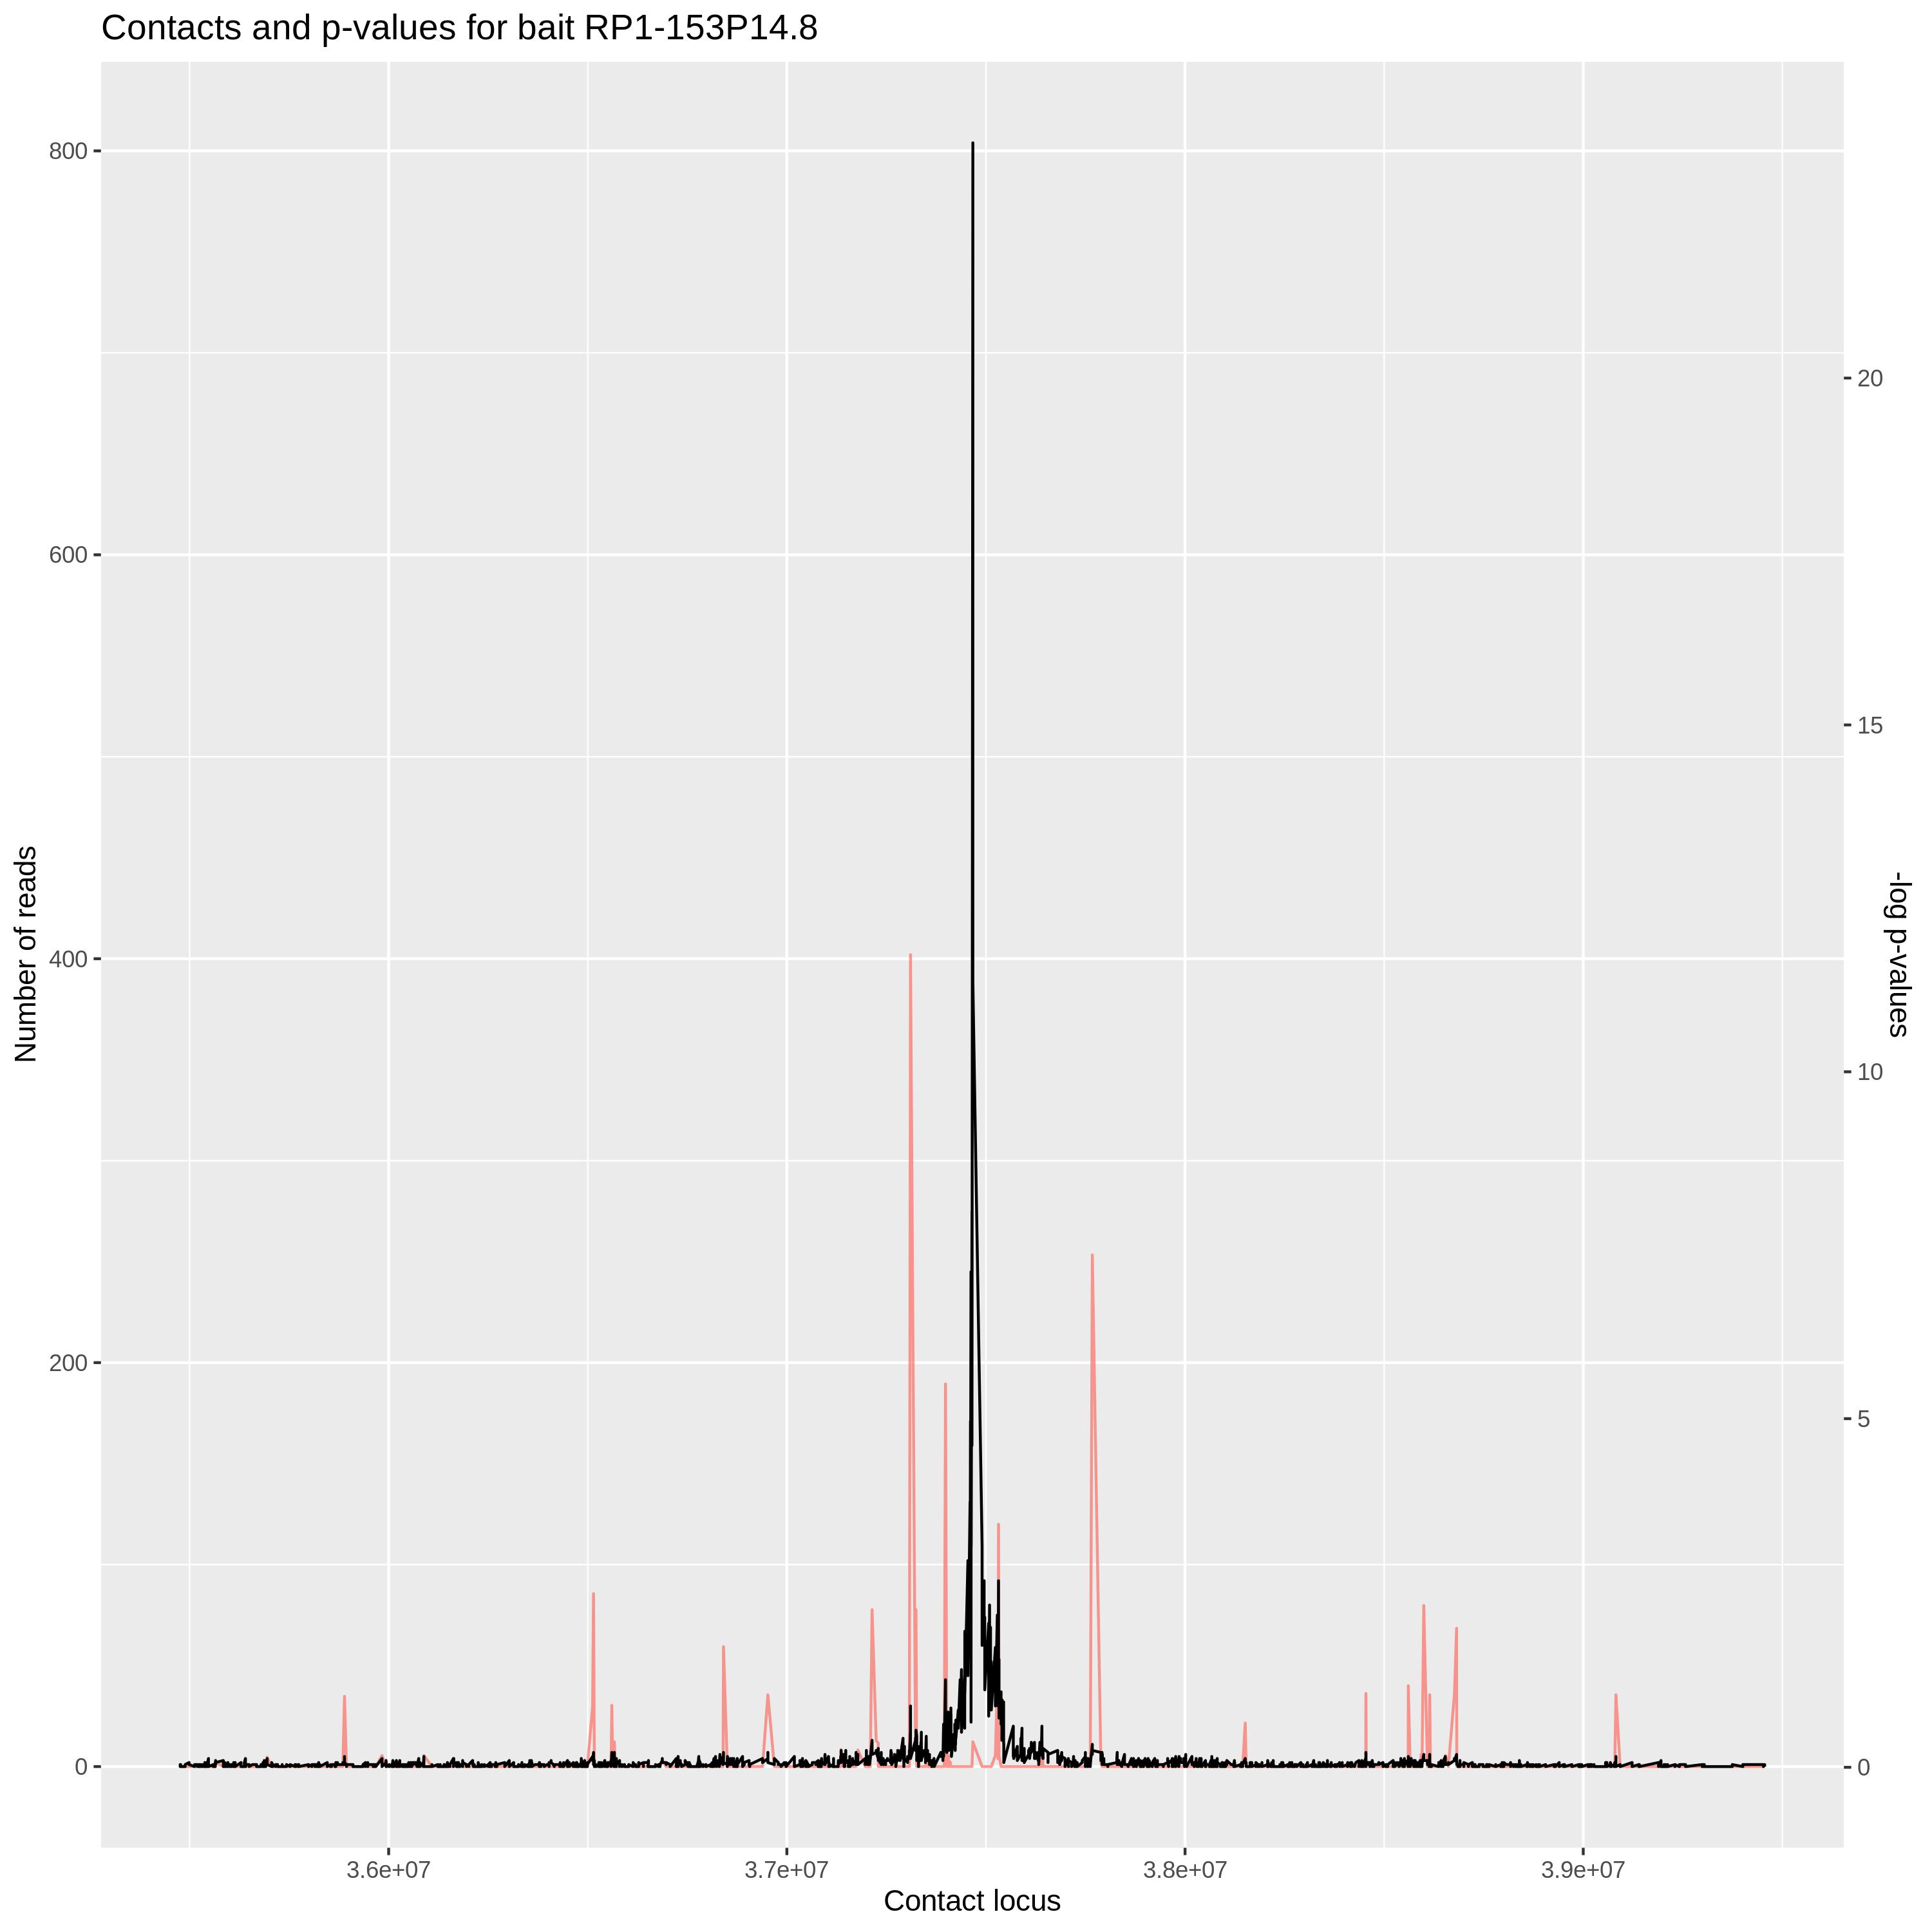 Contacts and p-values for bait RP1-153P14.8
Number of reads
800
600
400
200
0
20
15
10
5
0
-log p-values
3.6e+07
3.7e+07
3.8e+07
3.9e+07
Contact locus